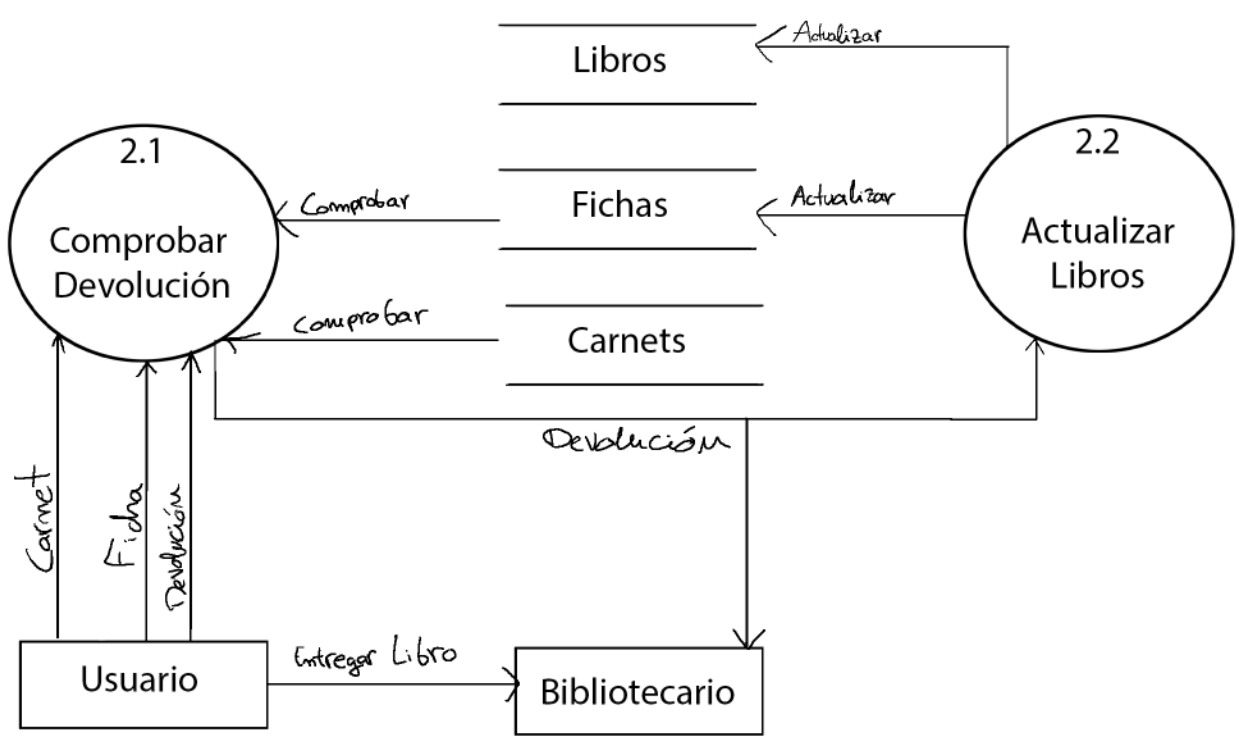 Actualizar
Libros
2.1
2.2
Comprobar
Fichas
Actualizar
Comprobar
Devolución
Actualizar
Libros
Comprobar
Carnets
Devolución
Carnet
Ficha
Devolución
Usuario
Entregar Libro
Bibliotecario